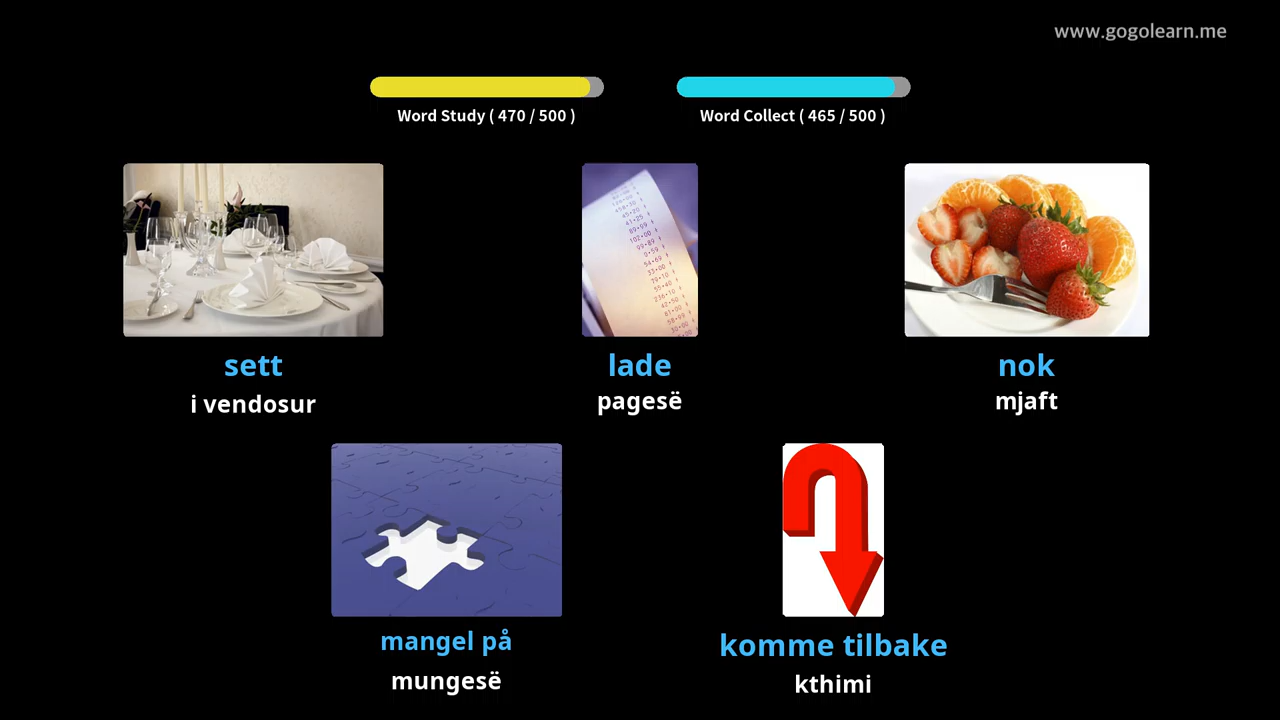 www.gogolearn.me
Word Study ( 470 / 500 )
Word Collect ( 465 / 500 )
sett
i vendosur
lade
pagesë
nok
mjaft
mangel på
mungesë
komme tilbake
kthimi